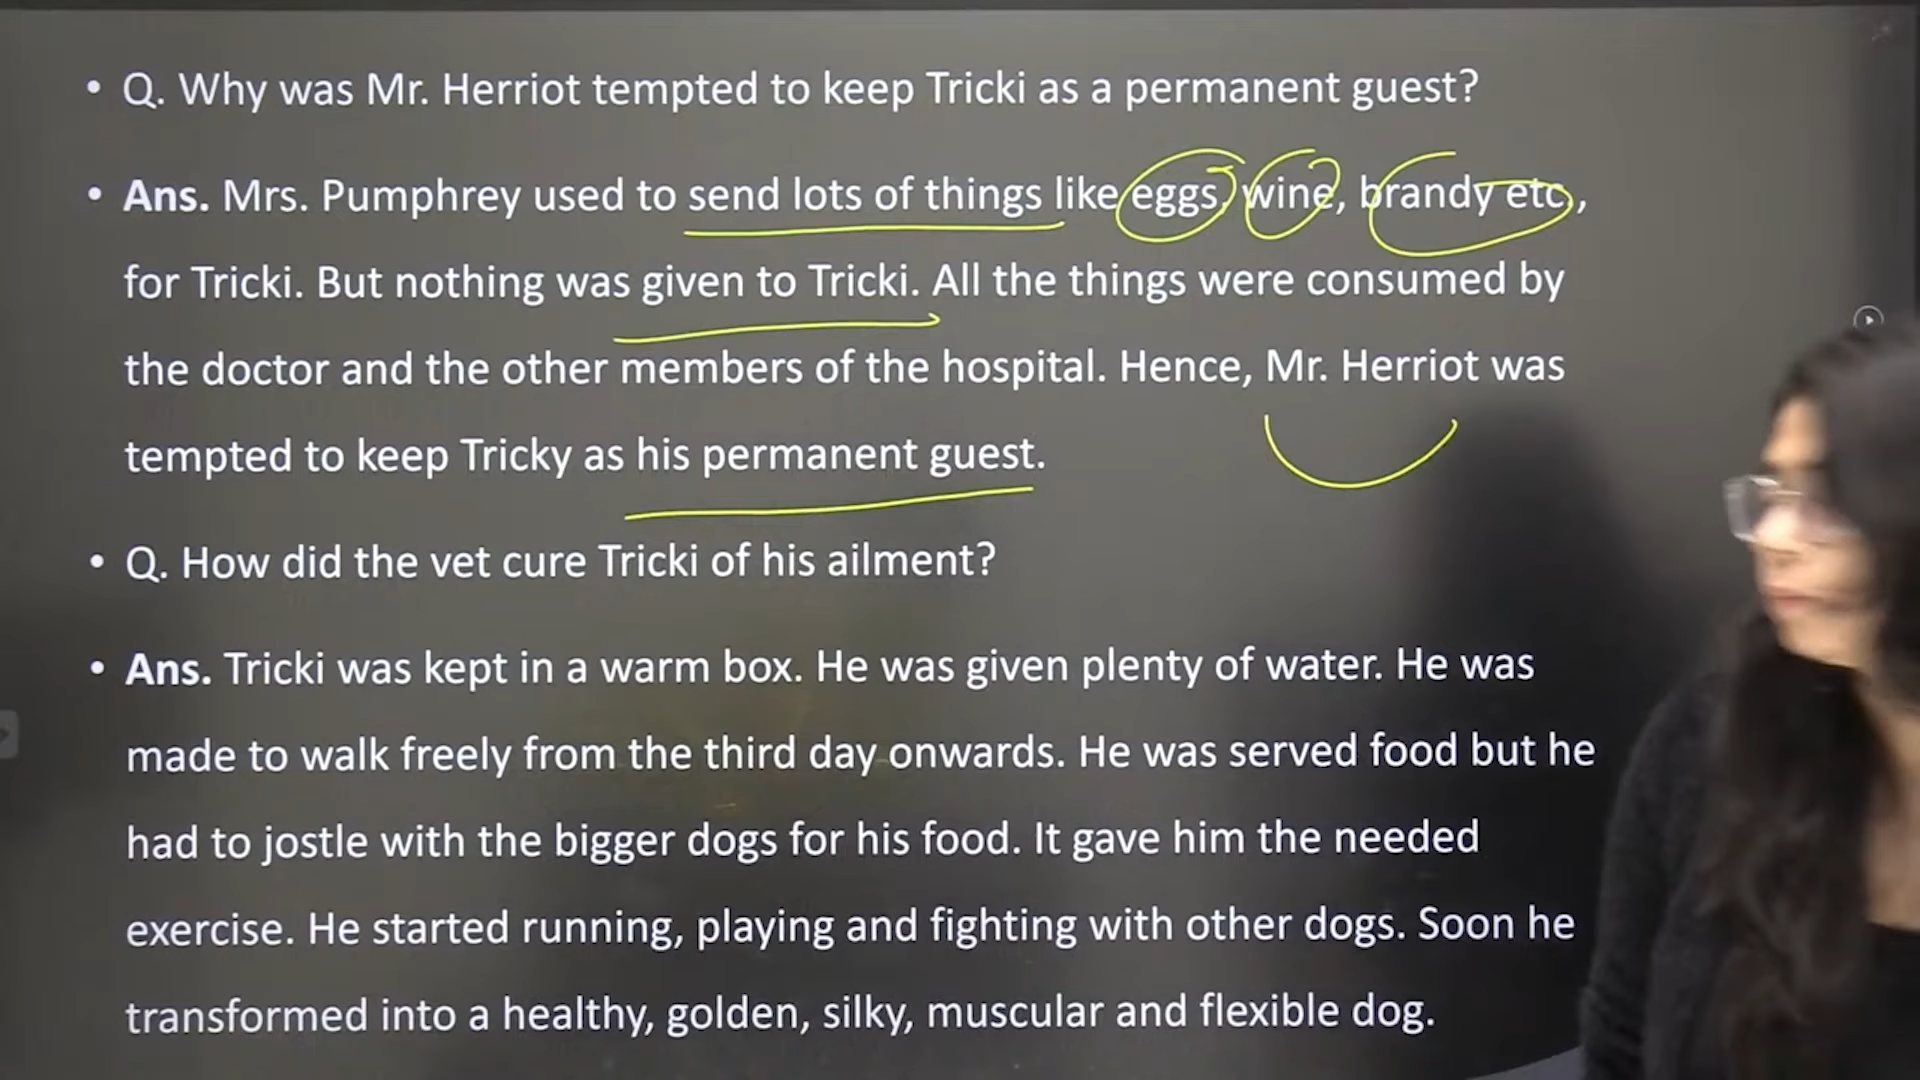 • Q. Why was Mr. Herriot tempted to keep Tricki as a permanent guest?
• Ans. Mrs. Pumphrey used to send lots of things like eggs, wine, brandy etc.,
for Tricki. But nothing was given to Tricki. All the things were consumed by
the doctor and the other members of the hospital. Hence, Mr. Herriot was
tempted to keep Tricky as his permanent guest.
• Q. How did the vet cure Tricki of his ailment?
• Ans. Tricki was kept in a warm box. He was given plenty of water. He was
made to walk freely from the third day onwards. He was served food but he
had to jostle with the bigger dogs for his food. It gave him the needed
exercise. He started running, playing and fighting with other dogs. Soon he
transformed into a healthy, golden, silky, muscular and flexible dog.